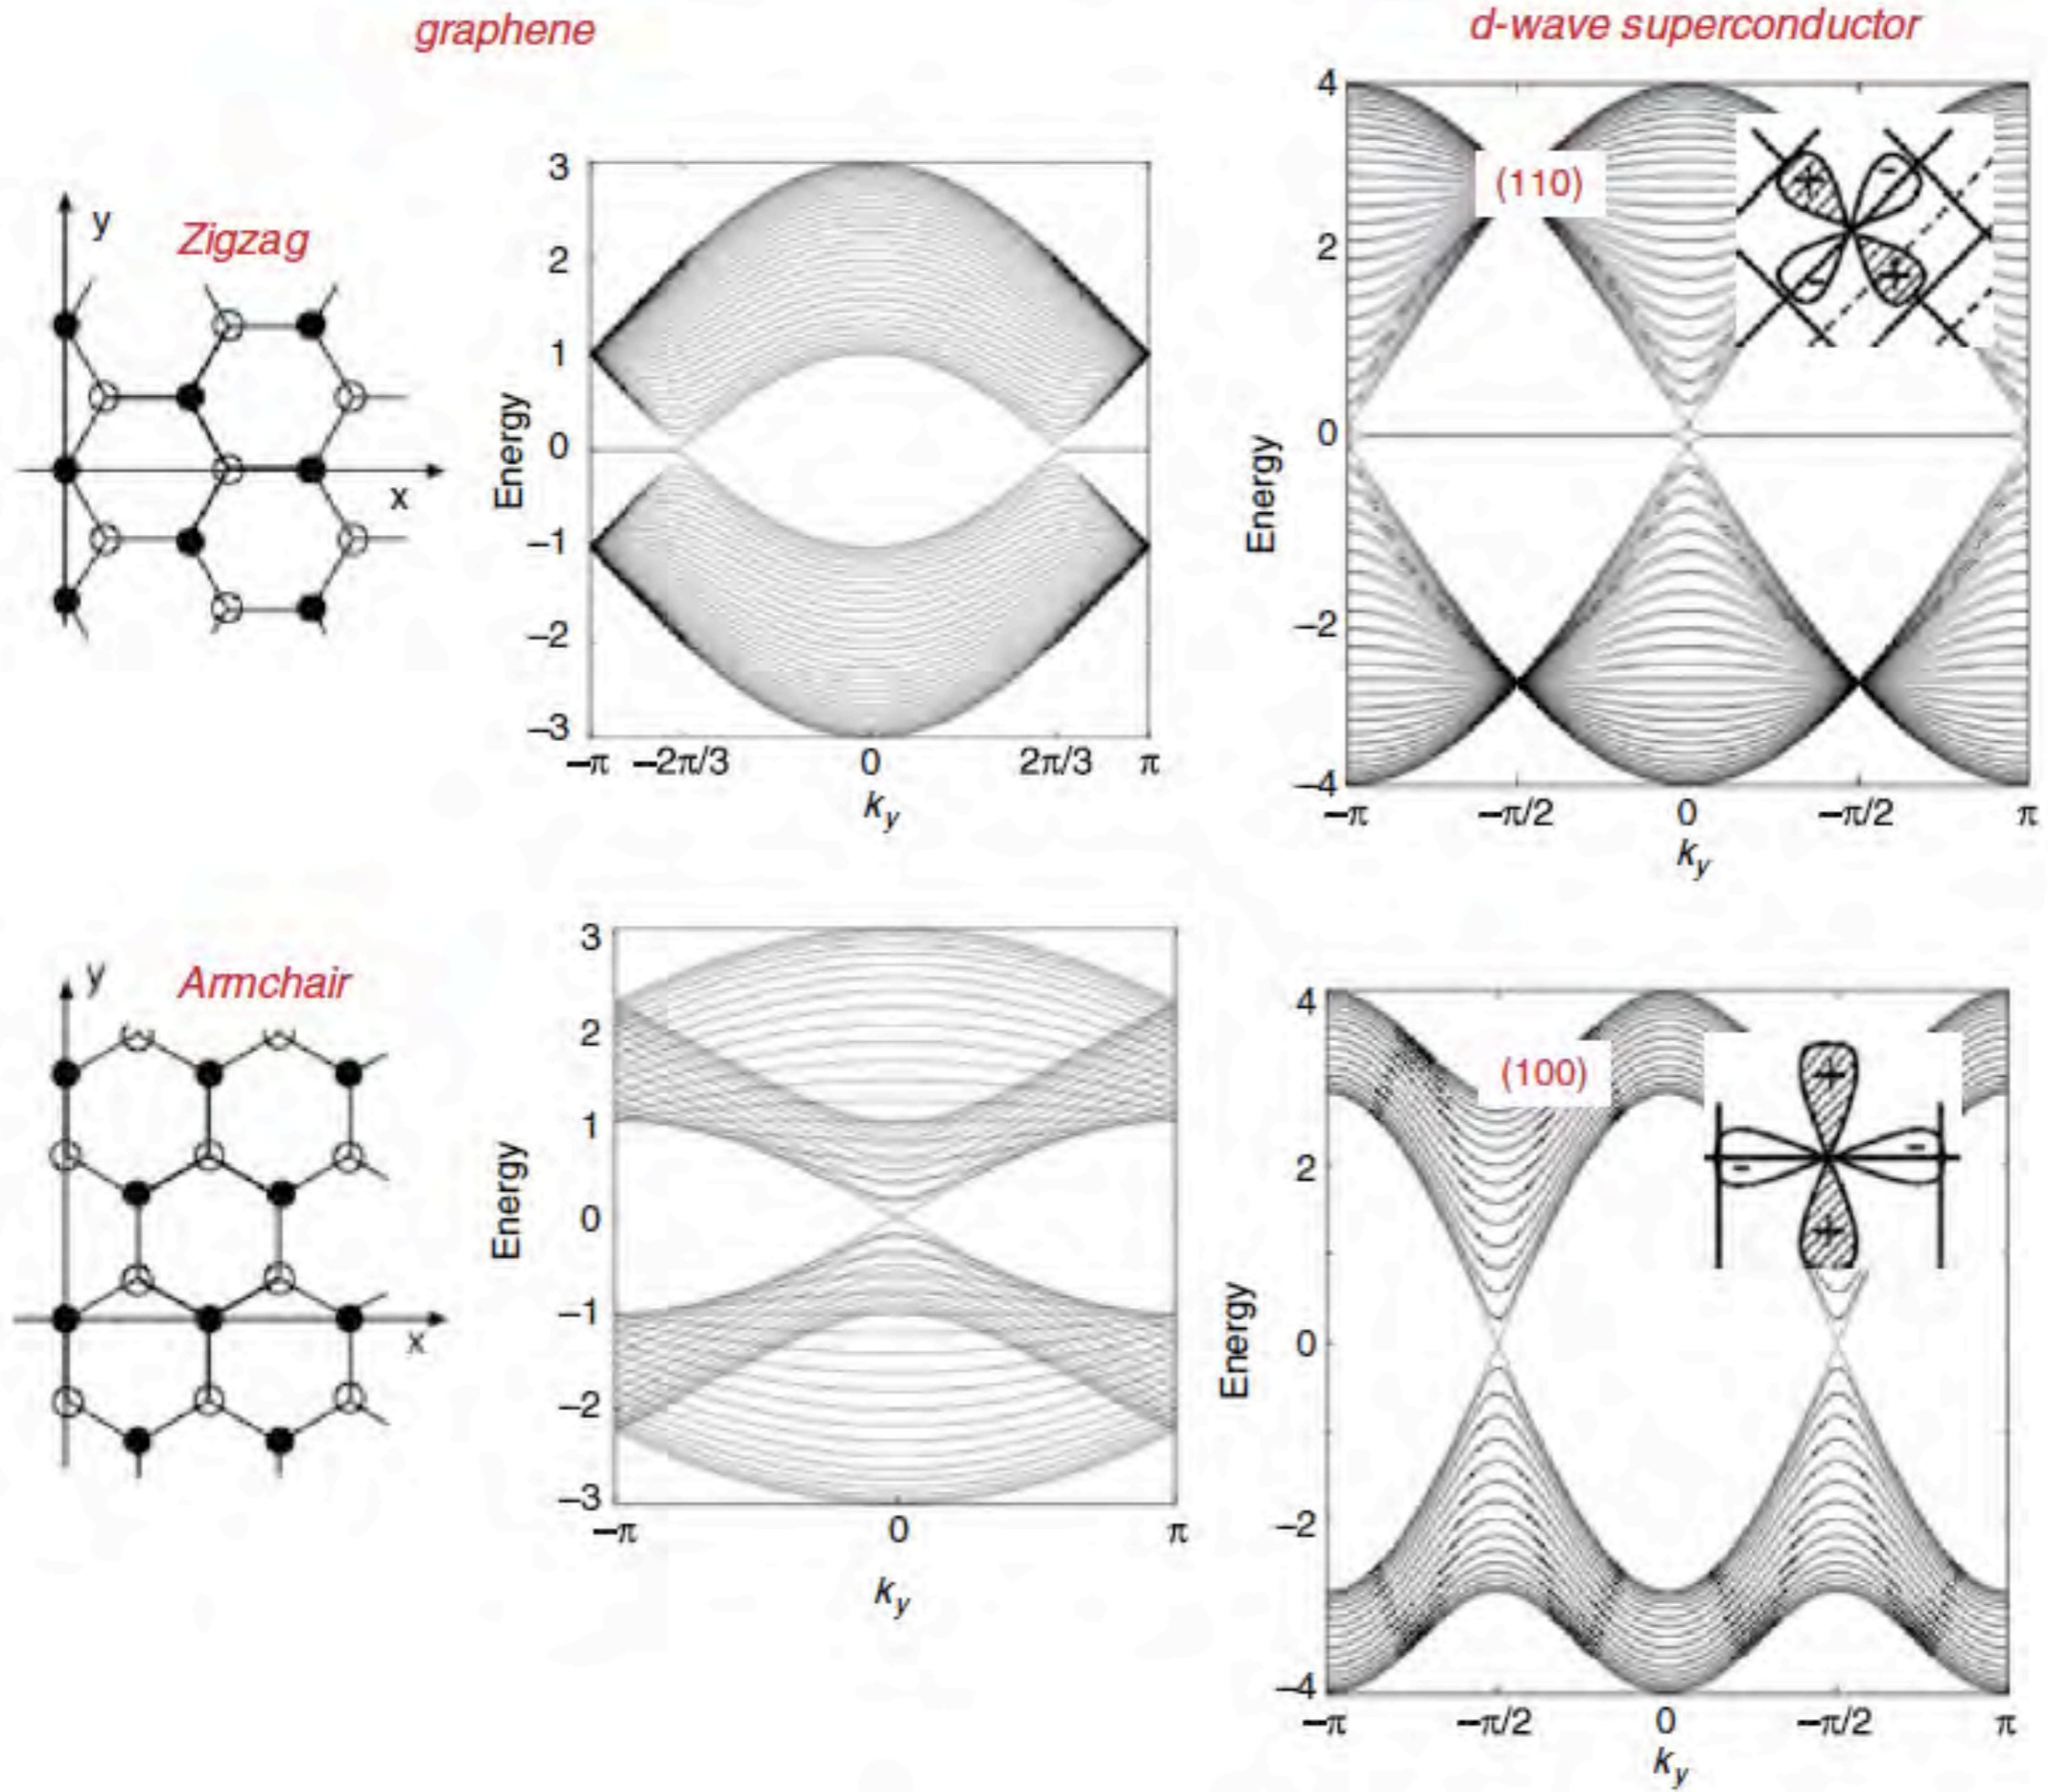 graphene
d-wave superconductor
Zigzag
y
x
3
2
1
0
−1
−2
−3
Energy
−π −2π/3 0 2π/3 π
k_y
4
2
0
−2
−4
Energy
(110)
+ -
- +
−π −π/2 0 −π/2 π
k_y
Armchair
y
x
3
2
1
0
−1
−2
−3
Energy
−π 0 π
k_y
4
2
0
−2
−4
Energy
(100)
+
- -
+
−π −π/2 0 −π/2 π
k_y